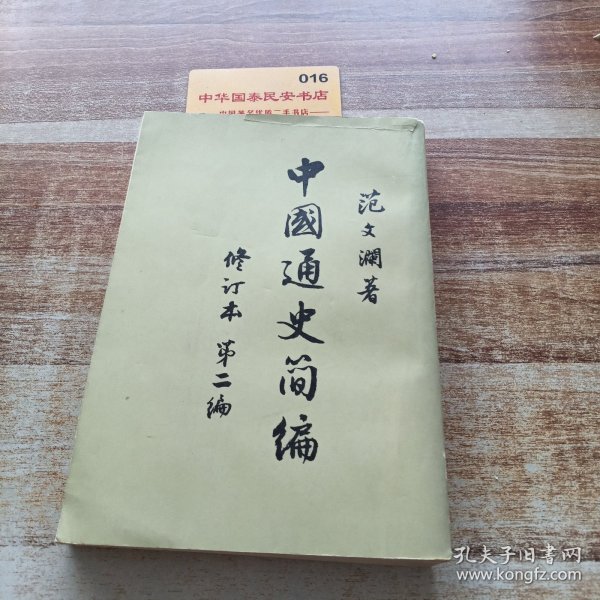 016
中华国泰民安书店
范文瀾著
中國通史简编
修订本 第二编
孔夫子旧书网
www.kongfz.com